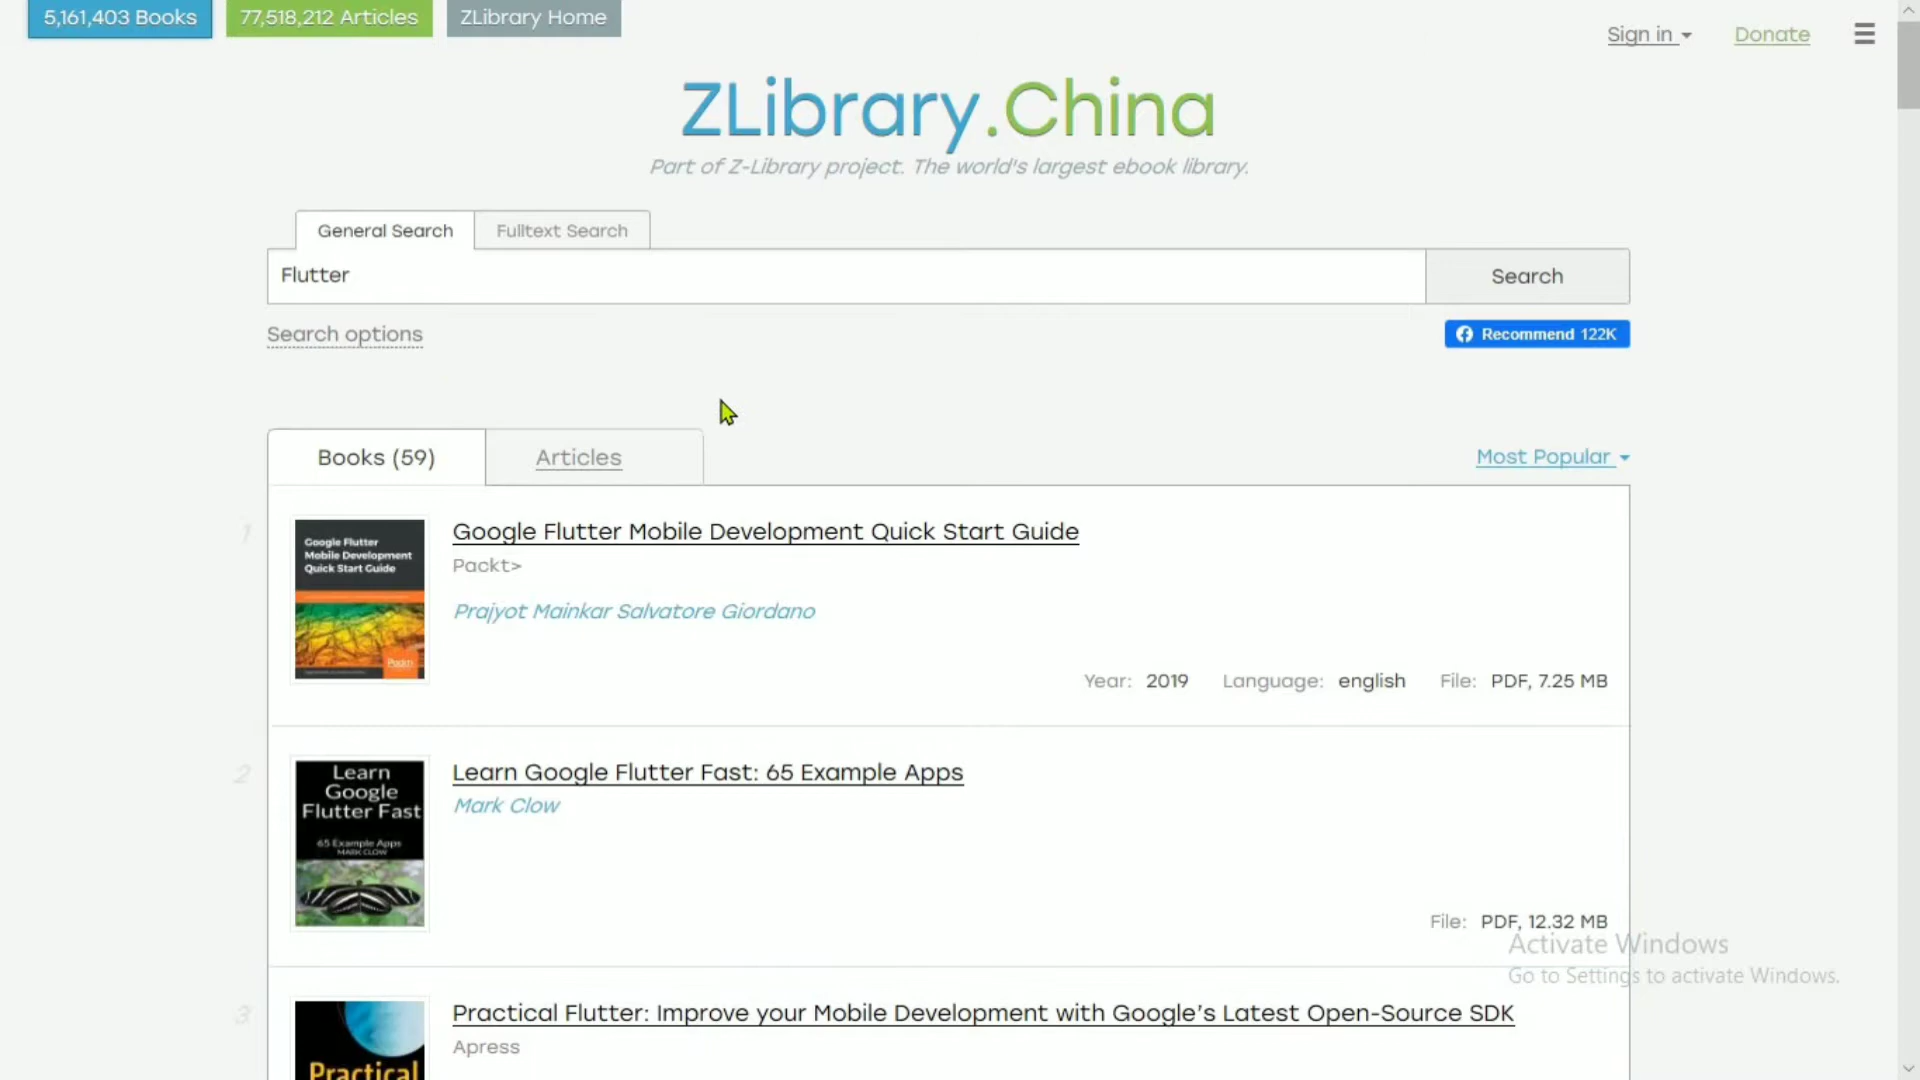 5,161,403 Books
77,518,212 Articles
ZLibrary Home
Sign in
Donate
ZLibrary.China
Part of Z-Library project. The world's largest ebook library.
General Search
Fulltext Search
Flutter
Search
Search options
Recommend 122K
Books (59)
Articles
Most Popular
1
Google Flutter
Mobile Development
Quick Start Guide
Packt
Google Flutter Mobile Development Quick Start Guide
Packt>
Prajyot Mainkar Salvatore Giordano
Year: 2019 Language: english File: PDF, 7.25 MB
2
Learn
Google
Flutter Fast
65 Example Apps
MARK CLOW
Learn Google Flutter Fast: 65 Example Apps
Mark Clow
File: PDF, 12.32 MB
Activate Windows
Go to Settings to activate Windows.
3
Practical
Practical Flutter: Improve your Mobile Development with Google’s Latest Open-Source SDK
Apress